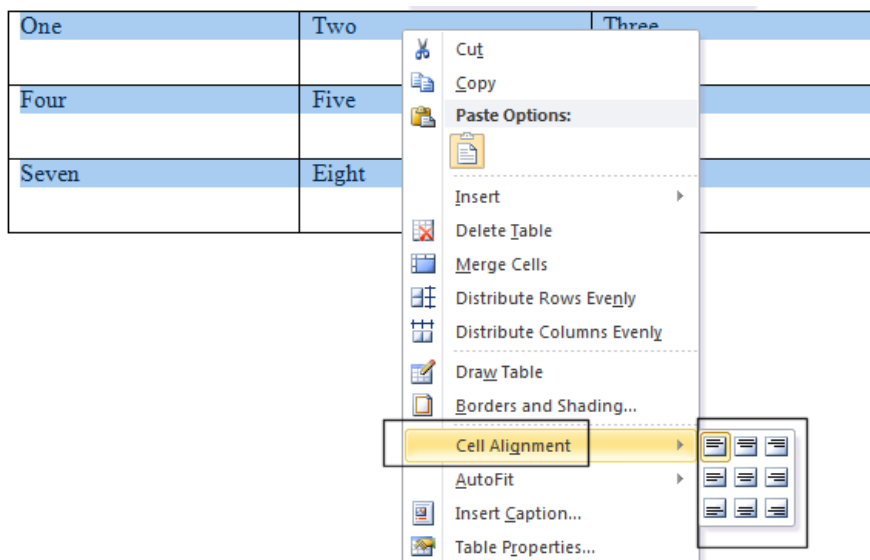 One Two Three
Cut
Copy
Four Five
Paste Options:
Seven Eight
Insert
Delete Table
Merge Cells
Distribute Rows Evenly
Distribute Columns Evenly
Draw Table
Borders and Shading...
Cell Alignment
AutoFit
Insert Caption...
Table Properties...